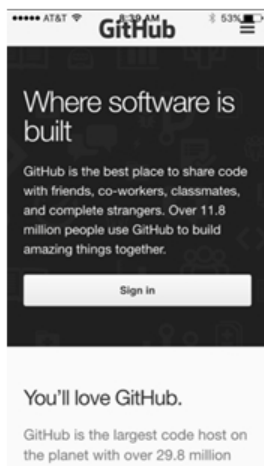 AT&T 8:39 AM 53%
GitHub
Where software is
built
GitHub is the best place to share code
with friends, co-workers, classmates,
and complete strangers. Over 11.8
million people use GitHub to build
amazing things together.
Sign in
You'll love GitHub.
GitHub is the largest code host on
the planet with over 29.8 million